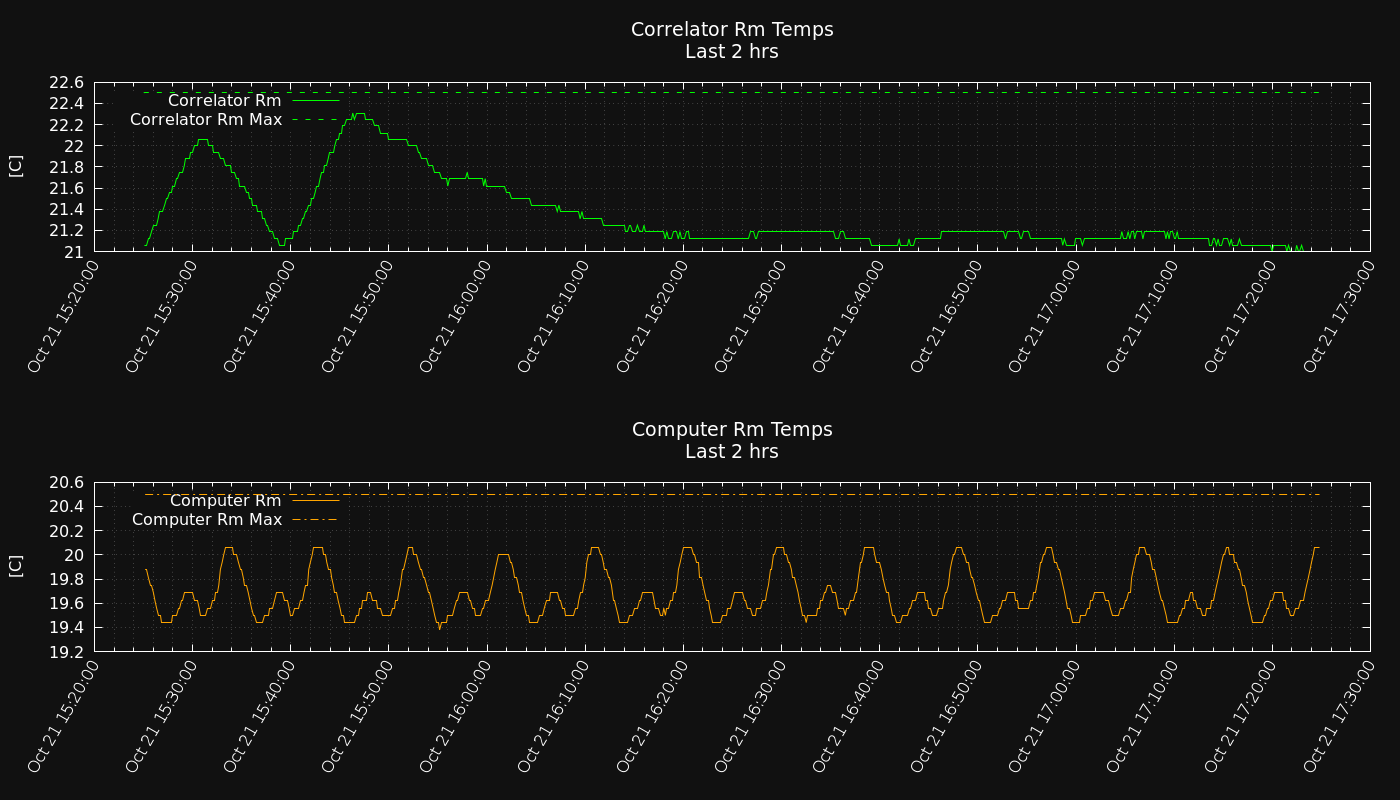 Correlator Rm Temps
Last 2 hrs
22.6
22.4
22.2
22
21.8
21.6
21.4
21.2
21
[C]
Correlator Rm
Correlator Rm Max
Oct 21 15:20:00
Oct 21 15:30:00
Oct 21 15:40:00
Oct 21 15:50:00
Oct 21 16:00:00
Oct 21 16:10:00
Oct 21 16:20:00
Oct 21 16:30:00
Oct 21 16:40:00
Oct 21 16:50:00
Oct 21 17:00:00
Oct 21 17:10:00
Oct 21 17:20:00
Oct 21 17:30:00
Computer Rm Temps
Last 2 hrs
20.6
20.4
20.2
20
19.8
19.6
19.4
19.2
[C]
Computer Rm
Computer Rm Max
Oct 21 15:20:00
Oct 21 15:30:00
Oct 21 15:40:00
Oct 21 15:50:00
Oct 21 16:00:00
Oct 21 16:10:00
Oct 21 16:20:00
Oct 21 16:30:00
Oct 21 16:40:00
Oct 21 16:50:00
Oct 21 17:00:00
Oct 21 17:10:00
Oct 21 17:20:00
Oct 21 17:30:00